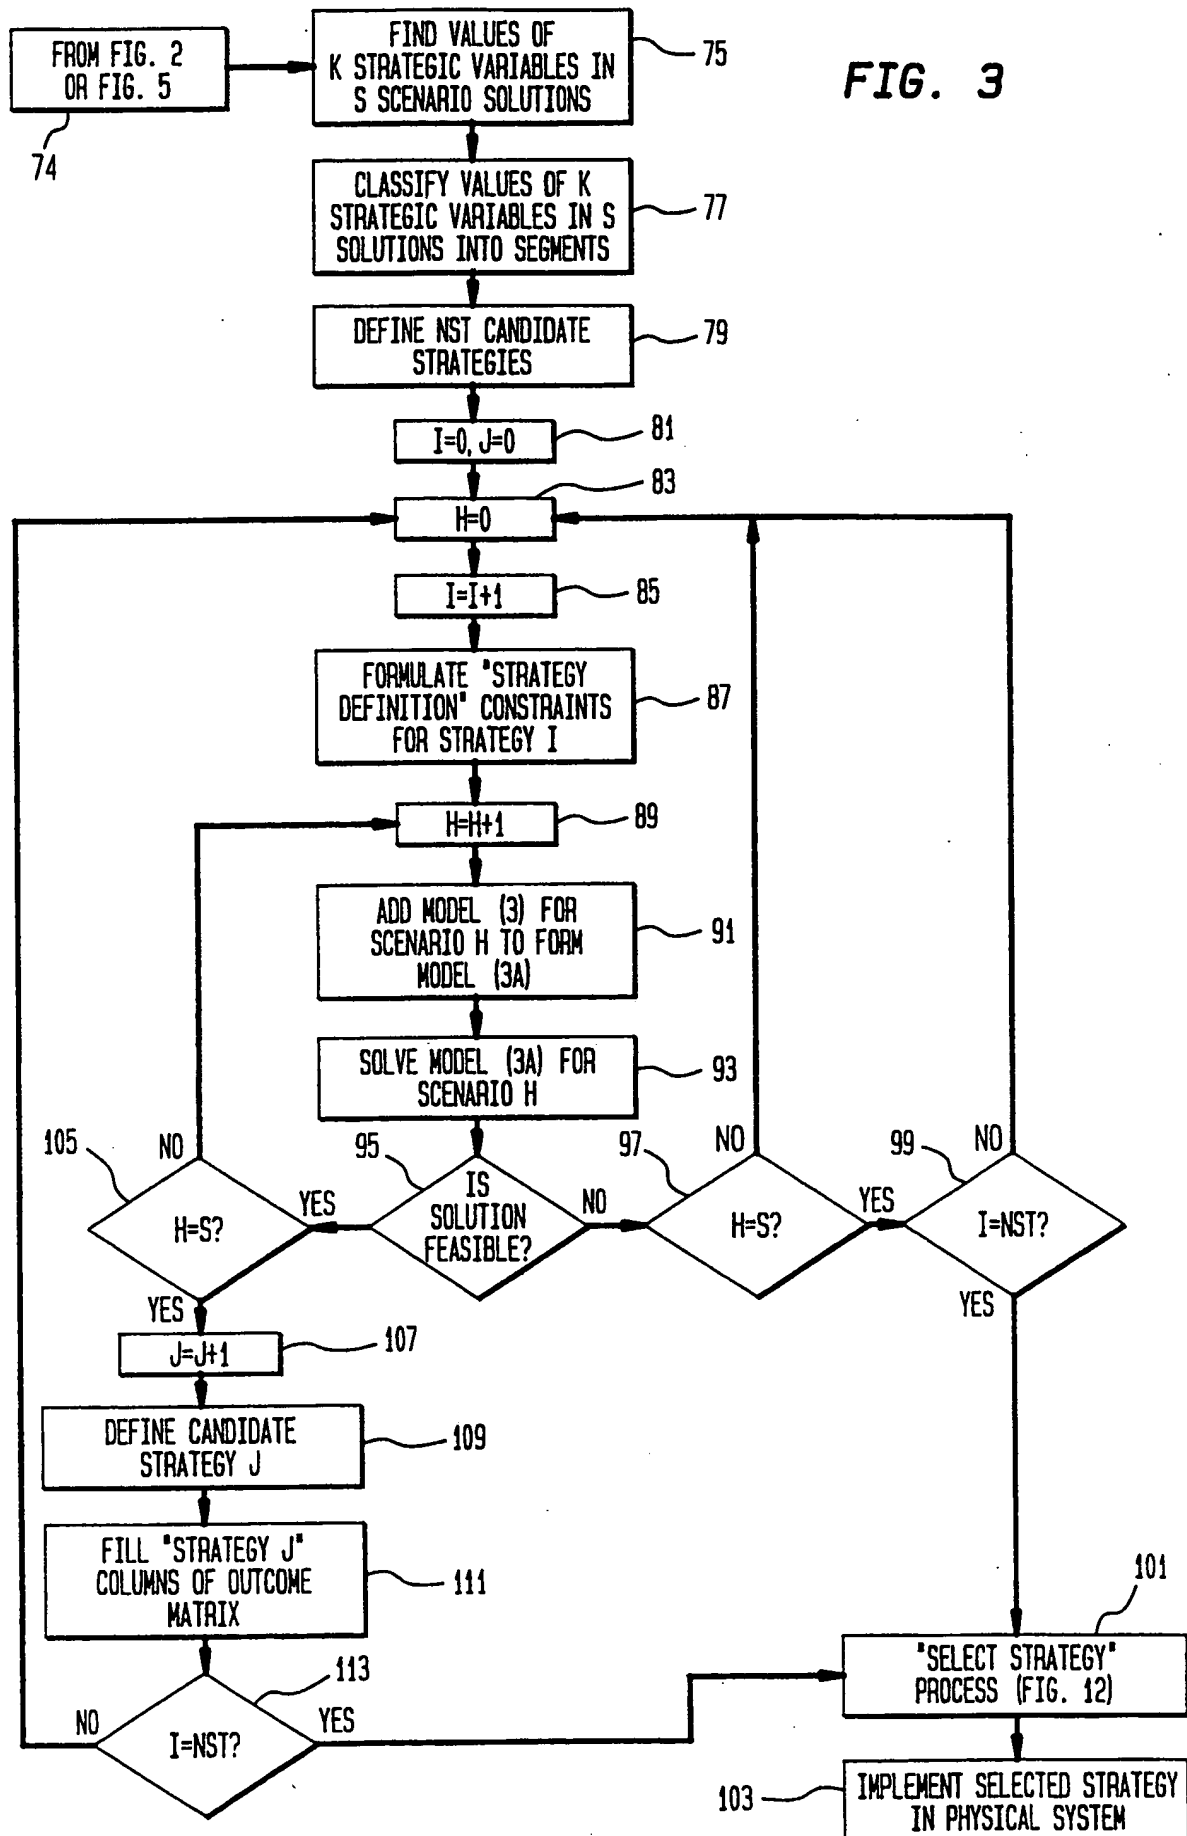 FROM FIG. 2
OR FIG. 5
74
FIND VALUES OF
K STRATEGIC VARIABLES IN
S SCENARIO SOLUTIONS
75
FIG. 3
CLASSIFY VALUES OF K
STRATEGIC VARIABLES IN S
SOLUTIONS INTO SEGMENTS
77
DEFINE NST CANDIDATE
STRATEGIES
79
I=0, J=0
81
83
H=0
I=I+1
85
FORMULATE "STRATEGY
DEFINITION" CONSTRAINTS
FOR STRATEGY I
87
H=H+1
89
ADD MODEL (3) FOR
SCENARIO H TO FORM
MODEL (3A)
91
SOLVE MODEL (3A) FOR
SCENARIO H
93
105
NO
H=S?
YES
YES
95
IS
SOLUTION
FEASIBLE?
NO
97
NO
H=S?
YES
99
NO
I=NST?
YES
J=J+1
107
DEFINE CANDIDATE
STRATEGY J
109
FILL "STRATEGY J"
COLUMNS OF OUTCOME
MATRIX
111
113
NO
I=NST?
YES
101
"SELECT STRATEGY"
PROCESS (FIG. 12)
103
IMPLEMENT SELECTED STRATEGY
IN PHYSICAL SYSTEM